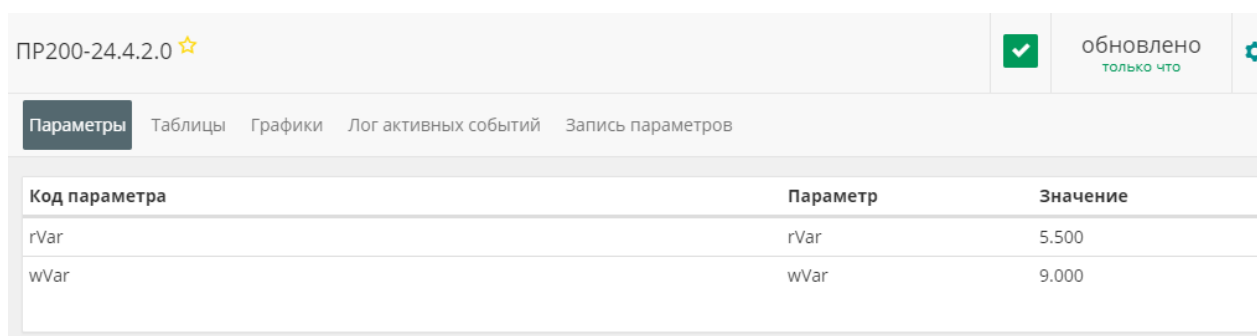 ПР200-24.4.2.0
обновлено
только что
Параметры Таблицы Графики Лог активных событий Запись параметров
Код параметра Параметр Значение
rVar rVar 5.500
wVar wVar 9.000